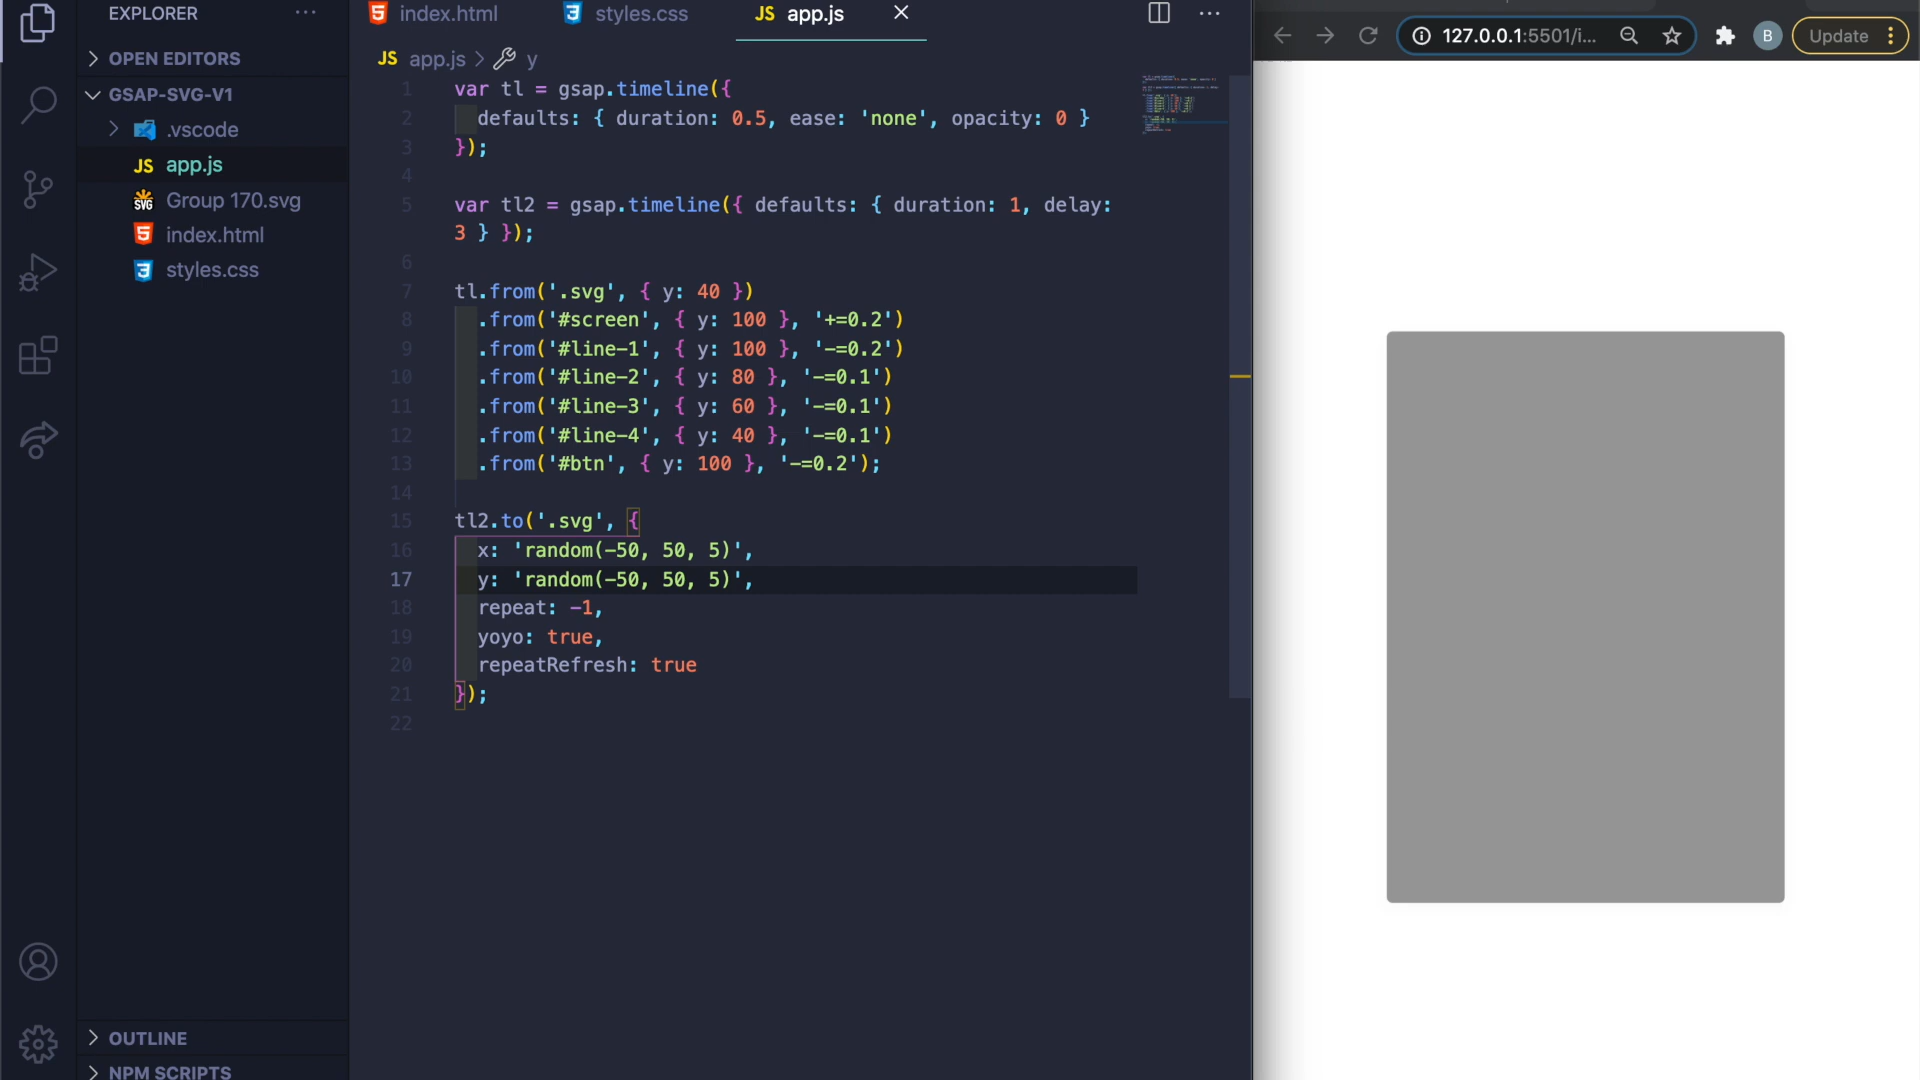 EXPLORER
OPEN EDITORS
GSAP-SVG-V1
.vscode
JS app.js
SVG Group 170.svg
index.html
styles.css
OUTLINE
NPM SCRIPTS
index.html
styles.css
JS app.js
JS app.js > y
1 var tl = gsap.timeline({
2 defaults: { duration: 0.5, ease: 'none', opacity: 0 }
3 });
4
5 var tl2 = gsap.timeline({ defaults: { duration: 1, delay:
3 } });
6
7 tl.from('.svg', { y: 40 })
8 .from('#screen', { y: 100 }, '+=0.2')
9 .from('#line-1', { y: 100 }, '-=0.2')
10 .from('#line-2', { y: 80 }, '-=0.1')
11 .from('#line-3', { y: 60 }, '-=0.1')
12 .from('#line-4', { y: 40 }, '-=0.1')
13 .from('#btn', { y: 100 }, '-=0.2');
14
15 tl2.to('.svg', {
16 x: 'random(-50, 50, 5)',
17 y: 'random(-50, 50, 5)',
18 repeat: -1,
19 yoyo: true,
20 repeatRefresh: true
21 });
22
127.0.0.1:5501/i...
B
Update